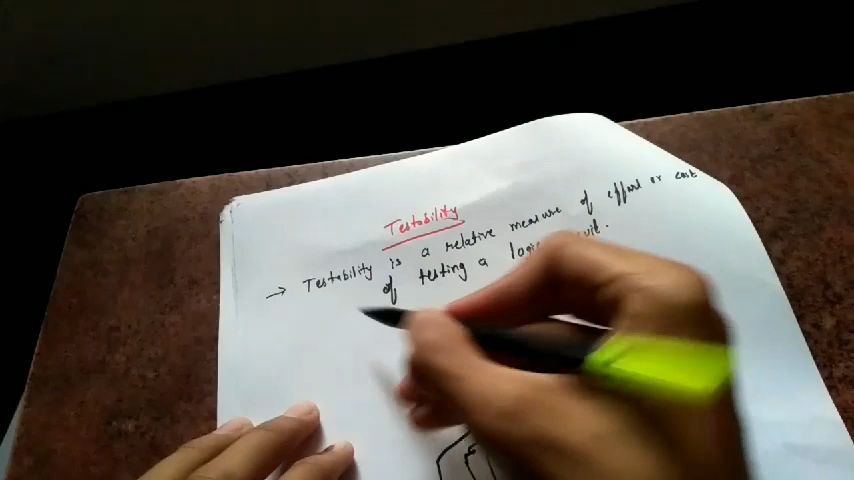 Testability
→ Testability is a relative measure of effort or cost
of testing a logic